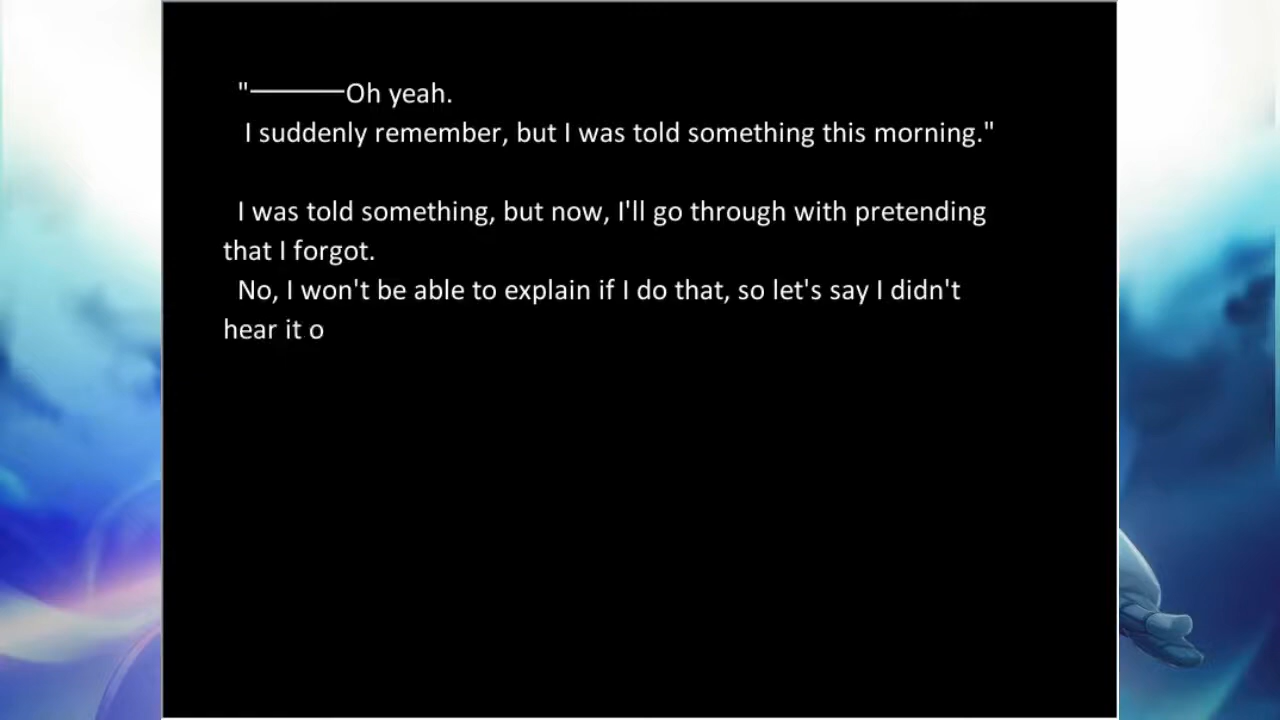 "————Oh yeah.
I suddenly remember, but I was told something this morning."
I was told something, but now, I'll go through with pretending
that I forgot.
No, I won't be able to explain if I do that, so let's say I didn't
hear it o